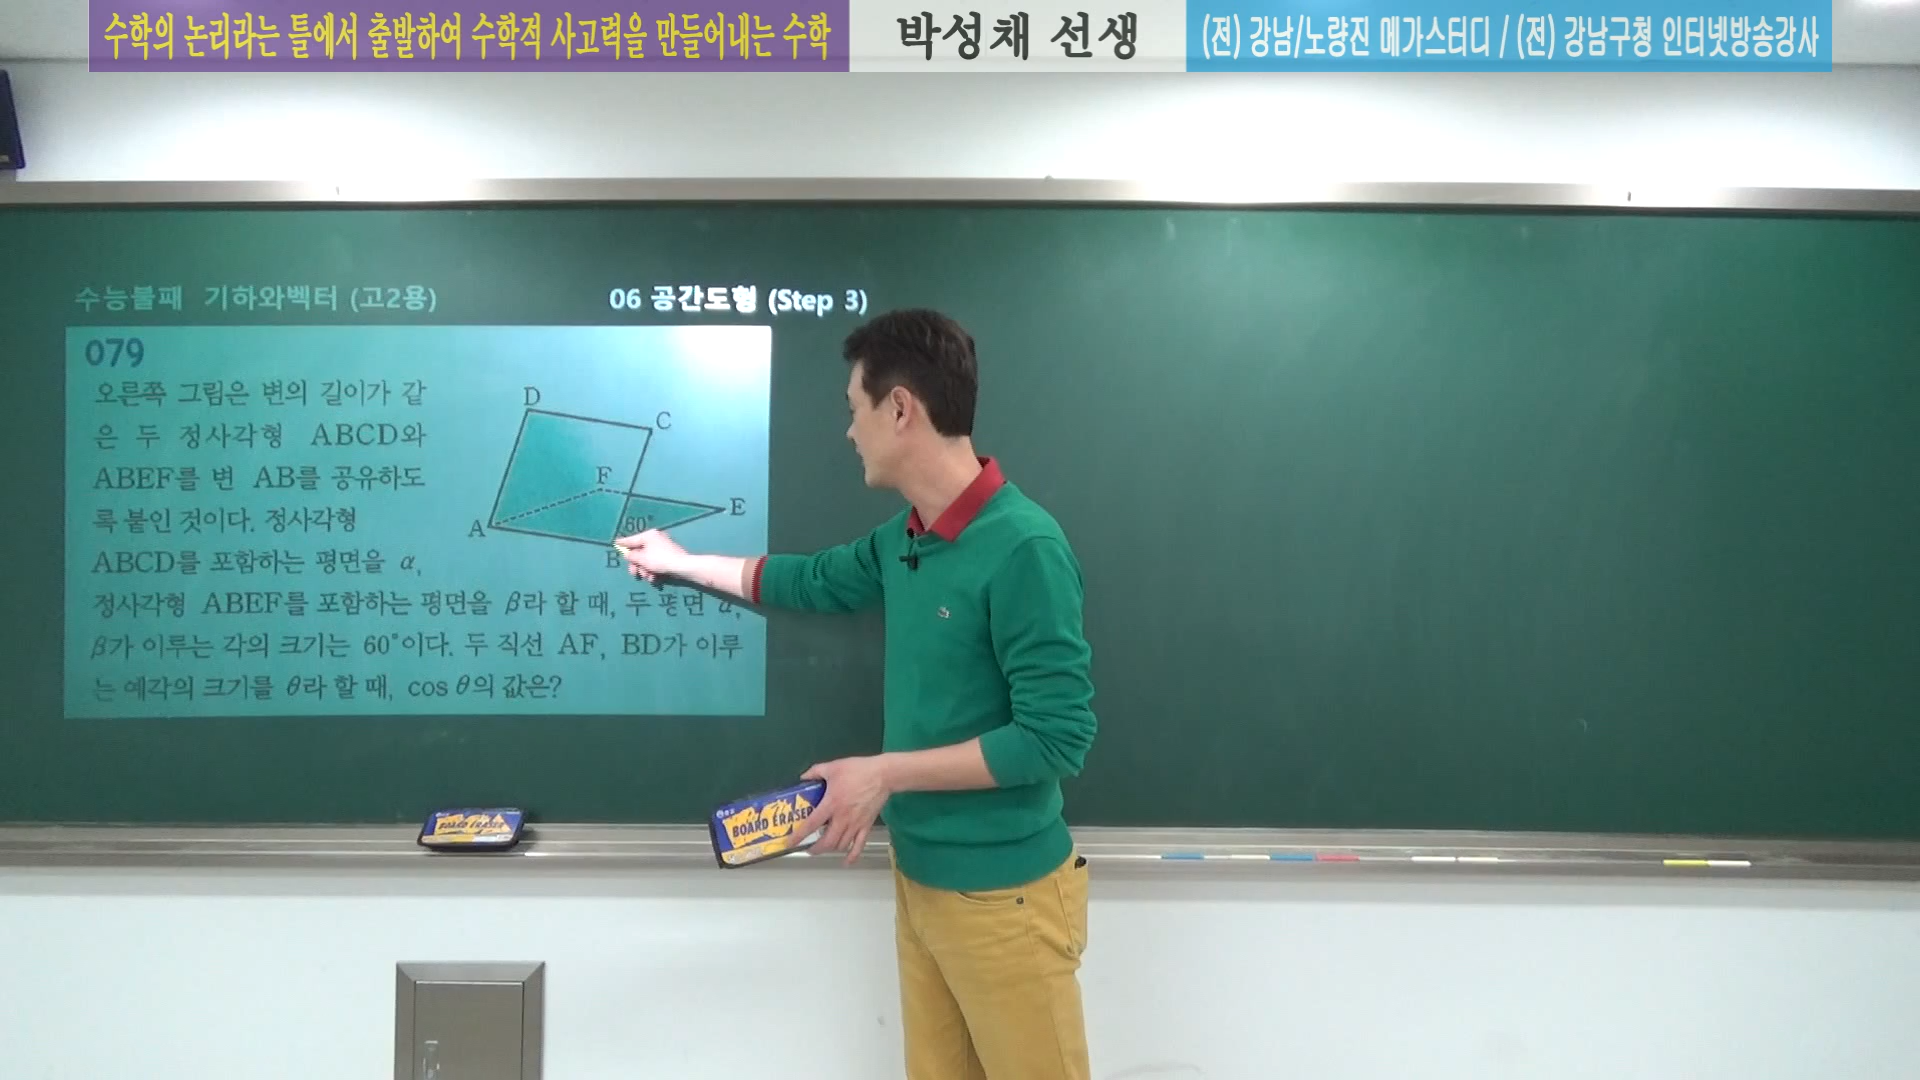 수학의 논리라는 틀에서 출발하여 수학적 사고력을 만들어내는 수학
박성채 선생
(전) 강남/노량진 메가스터디 / (전) 강남구청 인터넷방송강사
수능불패 기하와벡터 (고2용)
06 공간도형 (Step 3)
079
오른쪽 그림은 변의 길이가 같
은 두 정사각형 ABCD와
ABEF를 변 AB를 공유하도
록 붙인 것이다. 정사각형
ABCD를 포함하는 평면을 α,
정사각형 ABEF를 포함하는 평면을 β라 할 때, 두 평면 α,
β가 이루는 각의 크기는 60°이다. 두 직선 AF, BD가 이루
는 예각의 크기를 θ라 할 때, cos θ의 값은?
D
C
F
E
A
60°
B
BOARD ERASER
BOARD ERASER